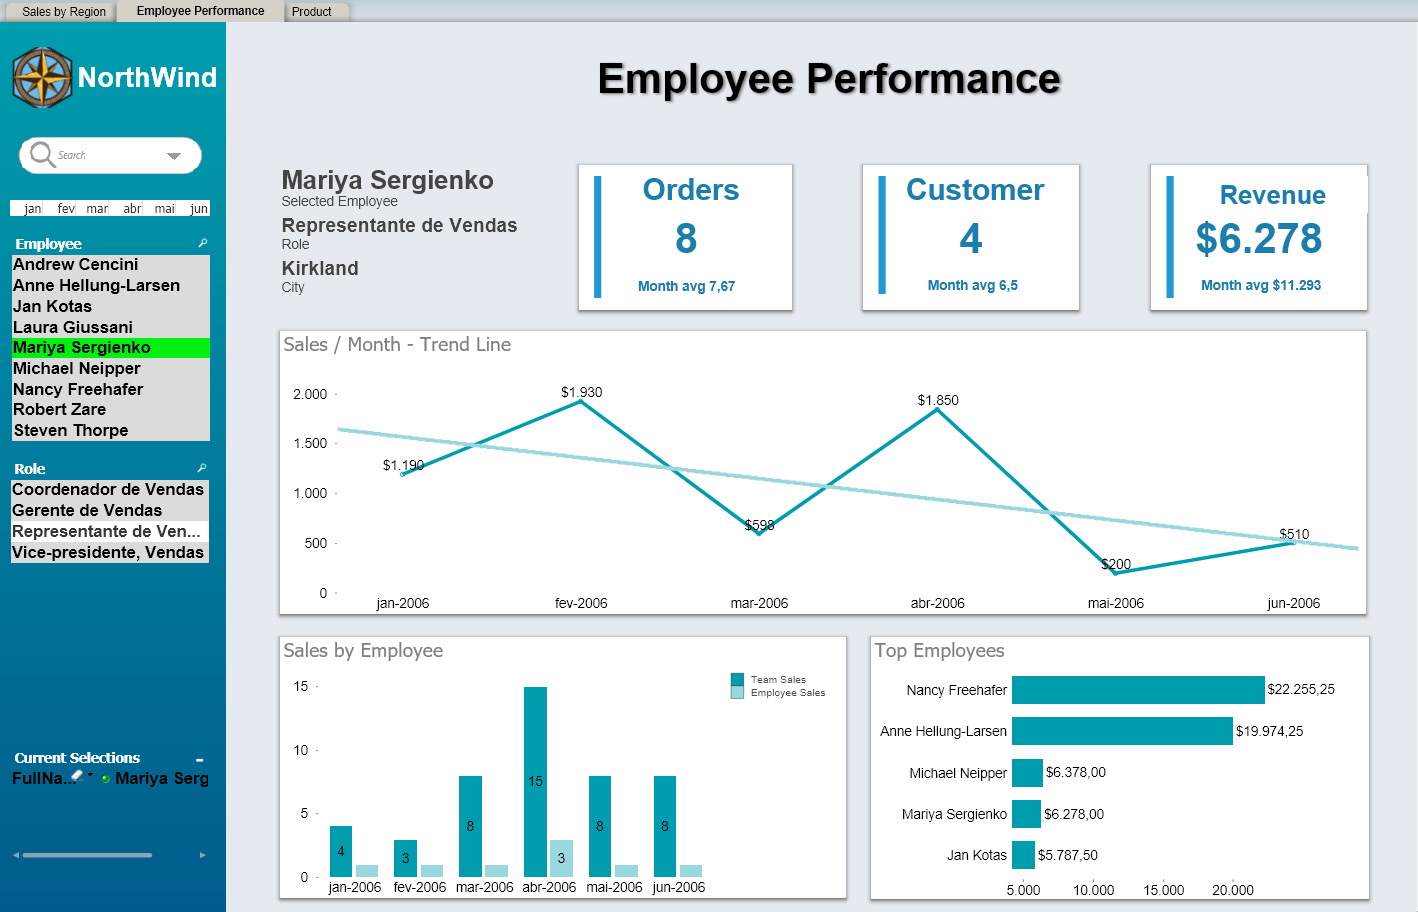 Sales by Region
Employee Performance
Product
NorthWind
Search
jan fev mar abr mai jun
Employee
Andrew Cencini
Anne Hellung-Larsen
Jan Kotas
Laura Giussani
Mariya Sergienko
Michael Neipper
Nancy Freehafer
Robert Zare
Steven Thorpe
Role
Coordenador de Vendas
Gerente de Vendas
Representante de Ven...
Vice-presidente, Vendas
Current Selections
FullNa... Mariya Serg
Employee Performance
Mariya Sergienko
Selected Employee
Representante de Vendas
Role
Kirkland
City
Orders
8
Month avg 7,67
Customer
4
Month avg 6,5
Revenue
$6.278
Month avg $11.293
Sales / Month - Trend Line
2.000
1.500
1.000
500
0
$1.190
$1.930
$598
$1.850
$200
$510
jan-2006 fev-2006 mar-2006 abr-2006 mai-2006 jun-2006
Sales by Employee
Team Sales
Employee Sales
15
10
5
0
4
3
8
15
3
8
8
jan-2006 fev-2006 mar-2006 abr-2006 mai-2006 jun-2006
Top Employees
Nancy Freehafer $22.255,25
Anne Hellung-Larsen $19.974,25
Michael Neipper $6.378,00
Mariya Sergienko $6.278,00
Jan Kotas $5.787,50
5.000 10.000 15.000 20.000